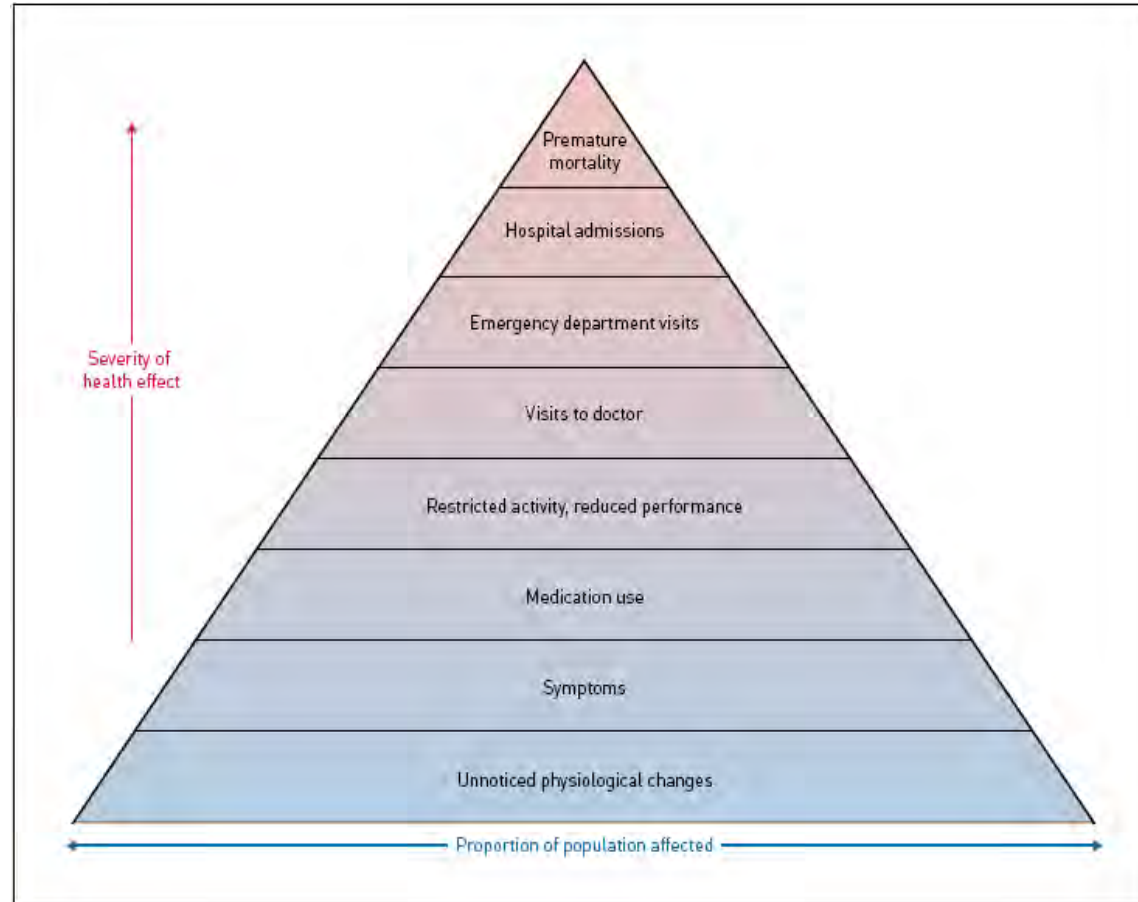 Premature
mortality
Hospital admissions
Emergency department visits
Severity of
health effect
Visits to doctor
Restricted activity, reduced performance
Medication use
Symptoms
Unnoticed physiological changes
Proportion of population affected